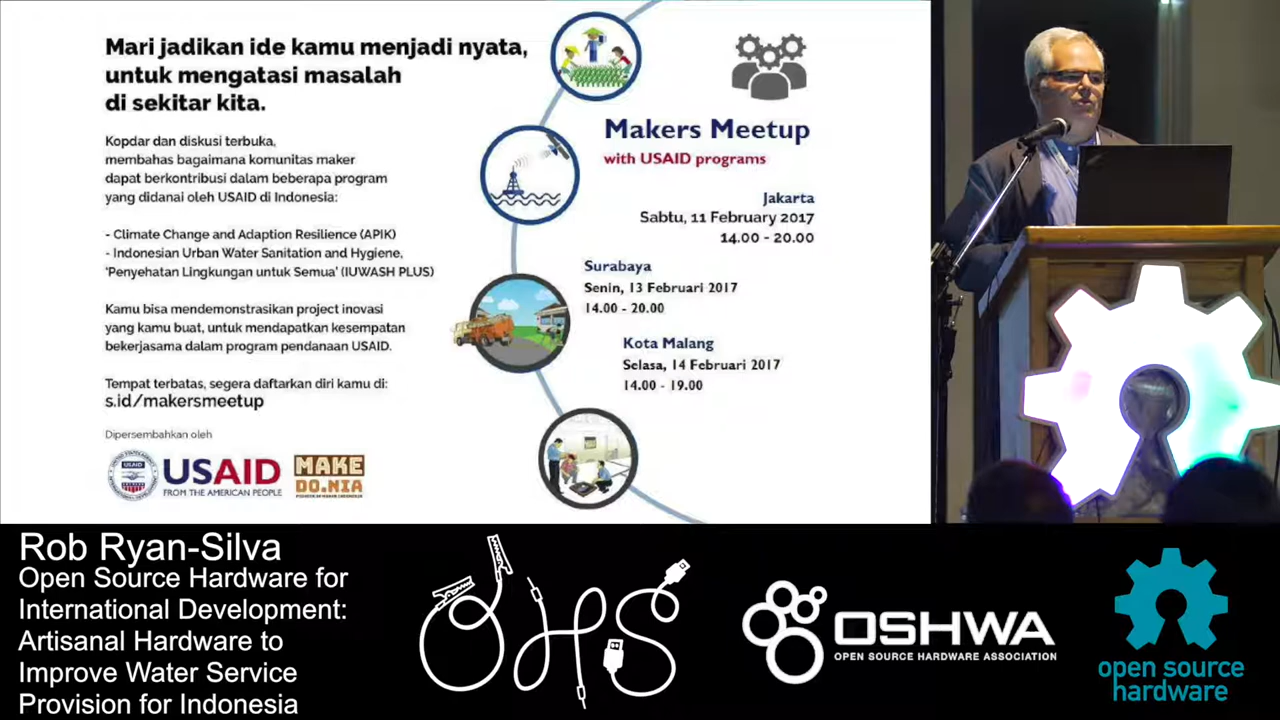 Mari jadikan ide kamu menjadi nyata,
untuk mengatasi masalah
di sekitar kita.
Kopdar dan diskusi terbuka,
membahas bagaimana komunitas maker
dapat berkontribusi dalam beberapa program
yang didanai oleh USAID di Indonesia:
- Climate Change and Adaption Resilience (APIK)
- Indonesian Urban Water Sanitation and Hygiene,
'Penyehatan Lingkungan untuk Semua' (IUWASH PLUS)
Kamu bisa mendemonstrasikan project inovasi
yang kamu buat, untuk mendapatkan kesempatan
bekerjasama dalam program pendanaan USAID.
Tempat terbatas, segera daftarkan diri kamu di:
s.id/makersmeetup
Dipersembahkan oleh
USAID
USAID
FROM THE AMERICAN PEOPLE
MAKE
DO.NIA
Makers Meetup
with USAID programs
Jakarta
Sabtu, 11 February 2017
14.00 - 20.00
Surabaya
Senin, 13 Februari 2017
14.00 - 20.00
Kota Malang
Selasa, 14 Februari 2017
14.00 - 19.00
Rob Ryan-Silva
Open Source Hardware for
International Development:
Artisanal Hardware to
Improve Water Service
Provision for Indonesia
OHS
OSHWA
OPEN SOURCE HARDWARE ASSOCIATION
open source
hardware